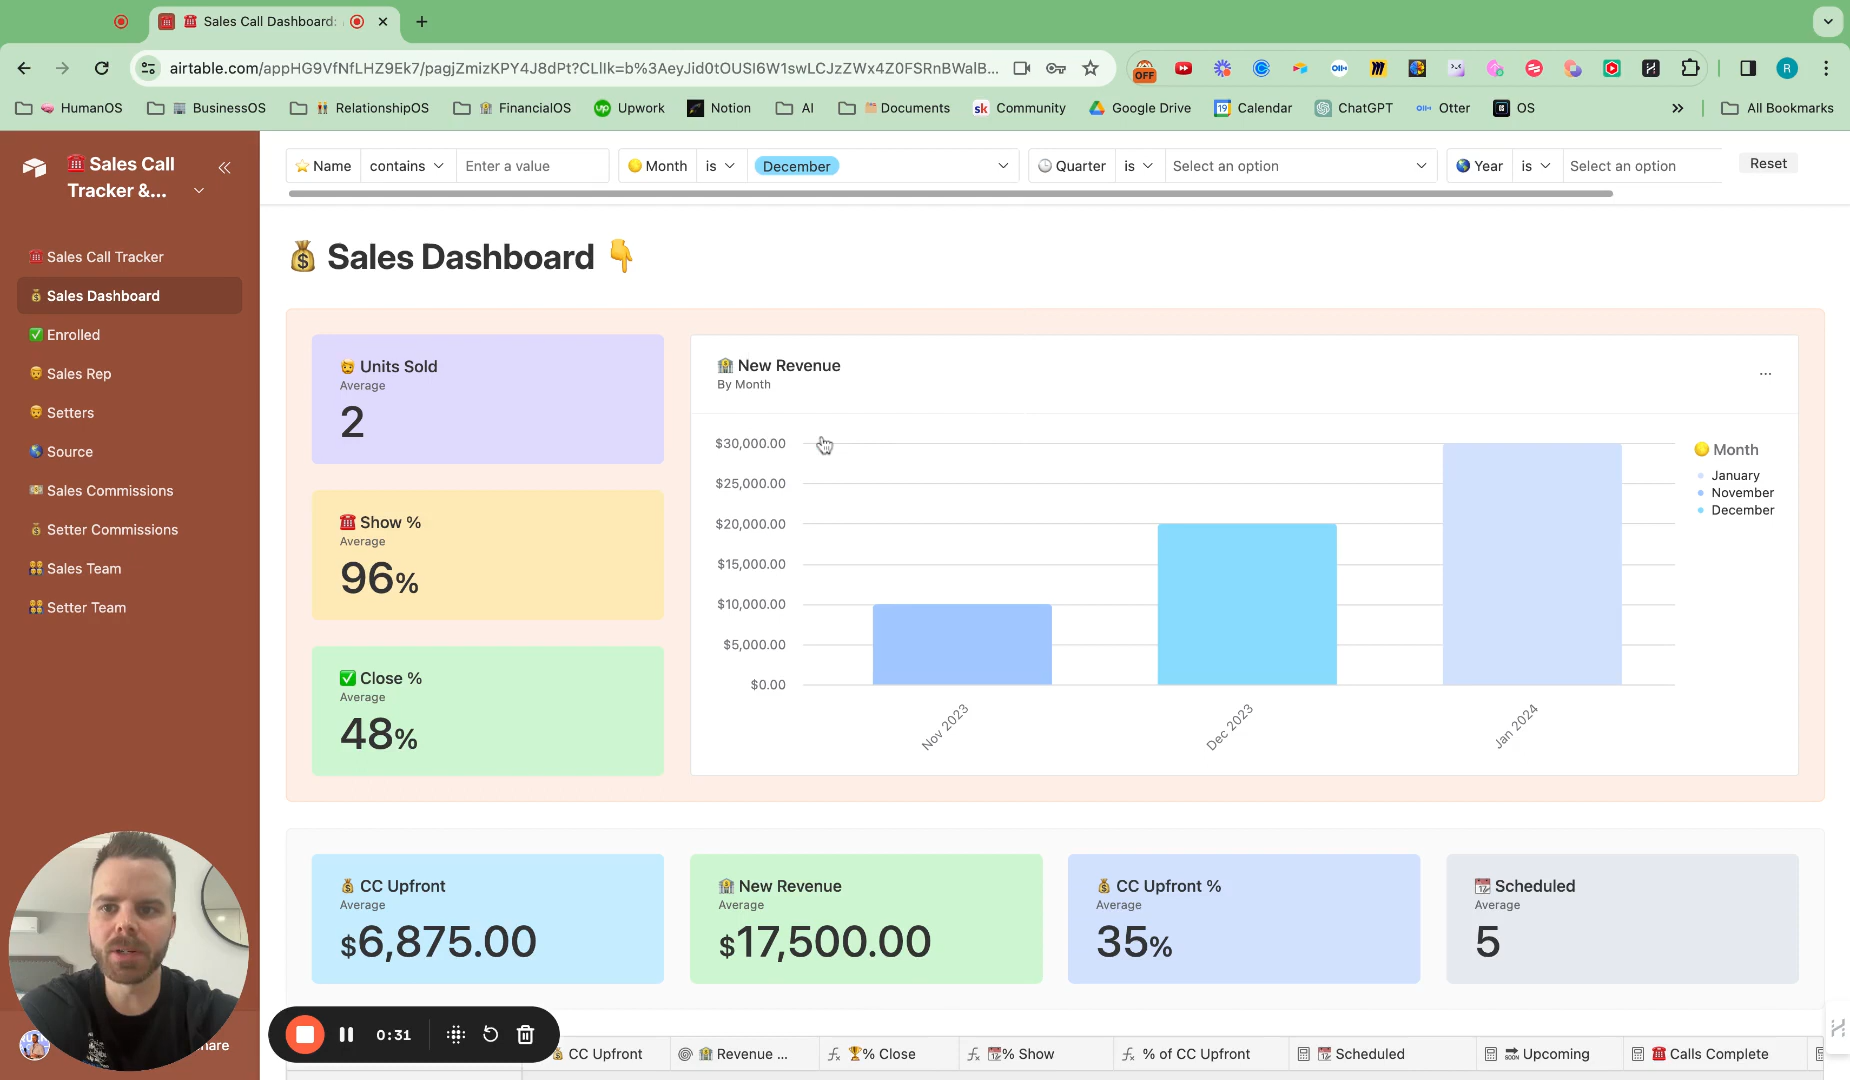 Sales Call Dashboard:
airtable.com/appHG9VfNfLHZ9Ek7/pagjZmizKPY4J8dPt?CLlIk=b%3AeyJid0tOUSI6W1swLCJzZWx4Z0FSRnBWalB...
OFF
R
HumanOS
BusinessOS
RelationshipOS
FinancialOS
up Upwork
Notion
AI
Documents
sk Community
Google Drive
Calendar
ChatGPT
Otter
OS
All Bookmarks
Sales Call
Tracker &...
Sales Call Tracker
Sales Dashboard
Enrolled
Sales Rep
Setters
Source
Sales Commissions
Setter Commissions
Sales Team
Setter Team
hare
Name contains Enter a value
Month is December
Quarter is Select an option
Year is Select an option
Reset
Sales Dashboard
Units Sold
Average
2
Show %
Average
96%
Close %
Average
48%
New Revenue
By Month
$30,000.00
$25,000.00
$20,000.00
$15,000.00
$10,000.00
$5,000.00
$0.00
Nov 2023
Dec 2023
Jan 2024
Month
January
November
December
CC Upfront
Average
$6,875.00
New Revenue
Average
$17,500.00
CC Upfront %
Average
35%
Scheduled
Average
5
0:31
CC Upfront
Revenue ...
% Close
% Show
% of CC Upfront
Scheduled
Upcoming
Calls Complete